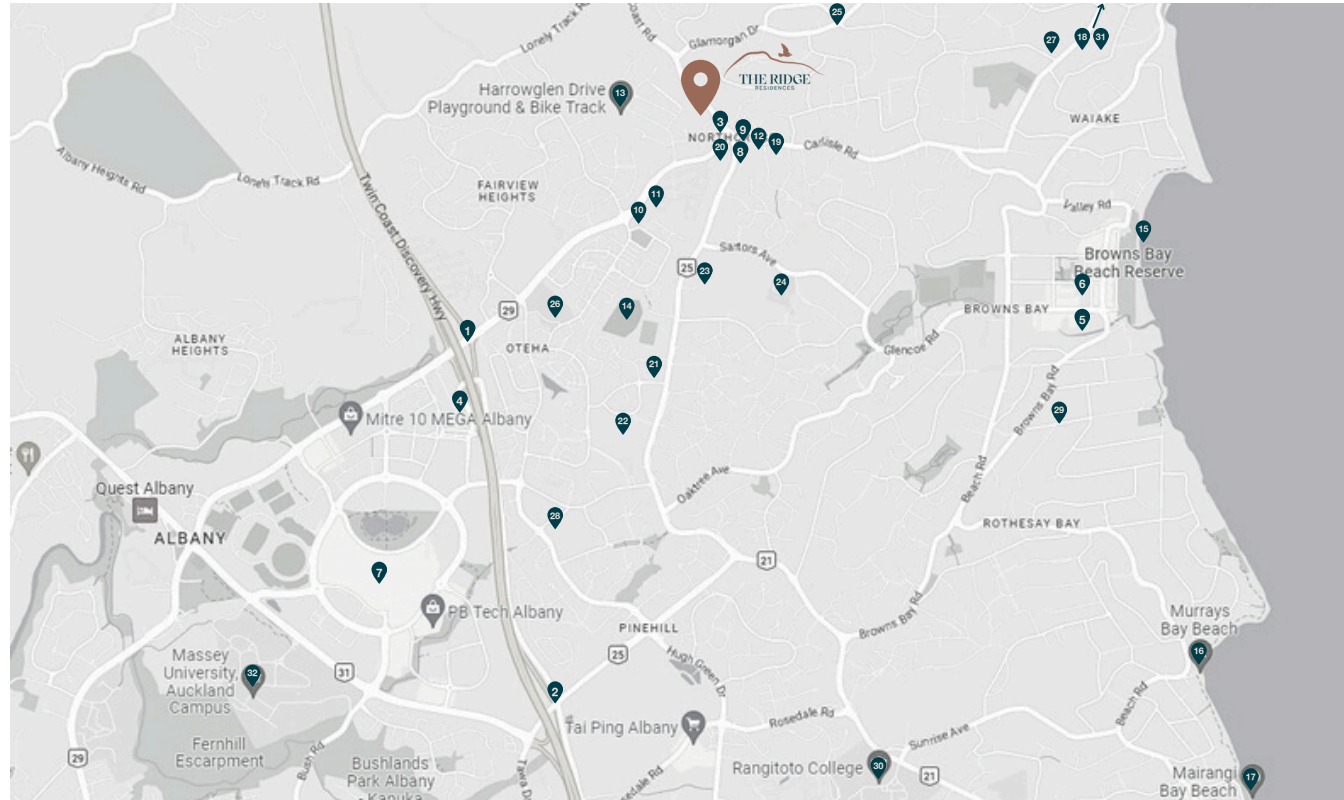 25
27
18
31
Lonely Track R
Coast Rd
Glamorgan Dr
THE RIDGE
RESIDENCES
Harrowglen Drive
Playground & Bike Track
13
3
9
12
19
20
8
Carlisle Rd
WAIAKE
Albany Heights Rd
Lonely Track Rd
Twin Coast Discovery Hwy
FAIRVIEW
HEIGHTS
11
10
Valley Rd
15
Browns Bay
Beach Reserve
Sartors Ave
25
23
24
6
5
26
14
29
BROWNS BAY
1
OTEHA
ALBANY
HEIGHTS
Glencoe Rd
21
4
Mitre 10 MEGA Albany
22
Browns Bay Rd
29
Quest Albany
ALBANY
Oaktree Ave
Beach Rd
28
ROTHESAY BAY
7
21
PB Tech Albany
PINEHILL
Browns Bay Rd
Murrays
Bay Beach
16
Massey
University,
Auckland
Campus
32
31
25
Hugh Green Dr
2
Tai Ping Albany
Rosedale Rd
Beach Rd
Fernhill
Escarpment
29
Bush Rd
Bushlands
Park Albany
Kanuka
Tawa D
sedale Rd
Rangitoto College
30
Sunrise Ave
21
Mairangi
Bay Beach
17